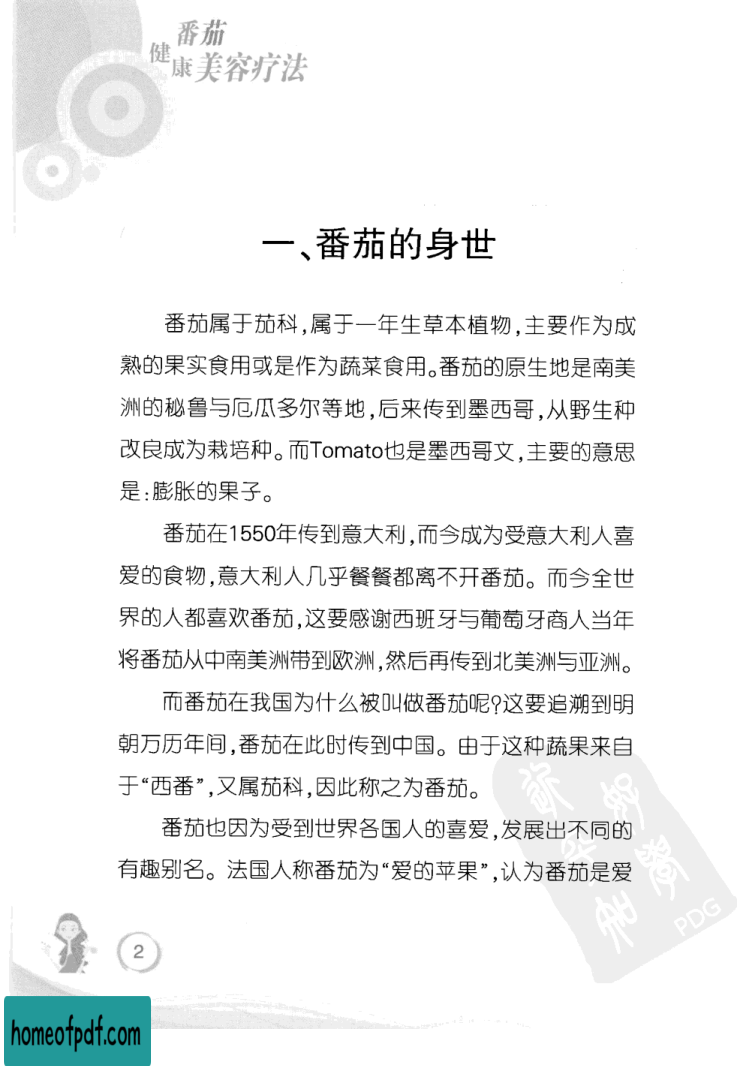 番茄
健康美容疗法
一、番茄的身世
番茄属于茄科，属于一年生草本植物，主要作为成
熟的果实食用或是作为蔬菜食用。番茄的原生地是南美
洲的秘鲁与厄瓜多尔等地，后来传到墨西哥，从野生种
改良成为栽培种。而Tomato也是墨西哥文，主要的意思
是：膨胀的果子。
番茄在1550年传到意大利，而今成为受意大利人喜
爱的食物，意大利人几乎餐餐都离不开番茄。而今全世
界的人都喜欢番茄，这要感谢西班牙与葡萄牙商人当年
将番茄从中南美洲带到欧洲，然后再传到北美洲与亚洲。
而番茄在我国为什么被叫做番茄呢？这要追溯到明
朝万历年间，番茄在此时传到中国。由于这种蔬果来自
于“西番”，又属茄科，因此称之为番茄。
番茄也因为受到世界各国人的喜爱，发展出不同的
有趣别名。法国人称番茄为“爱的苹果”，认为番茄是爱
PDG
2
homeofpdf.com